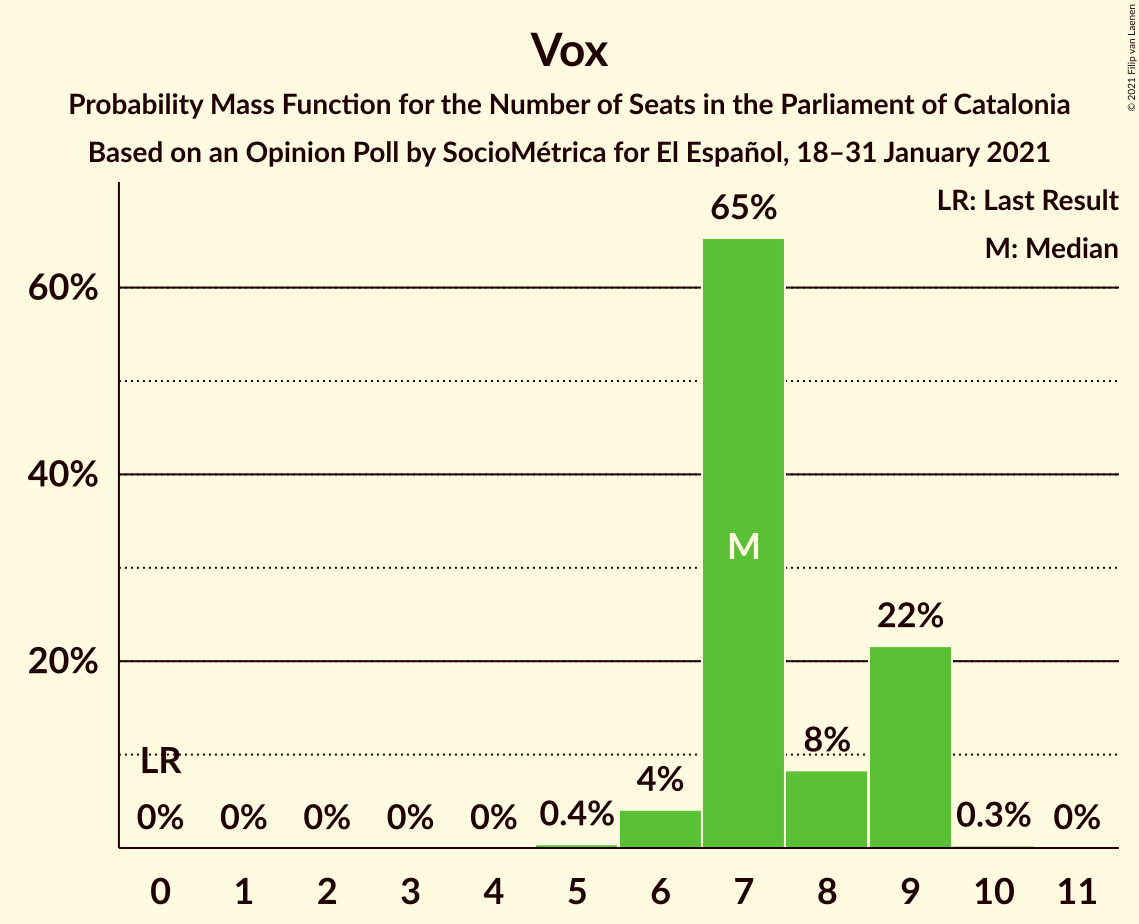 Vox
Probability Mass Function for the Number of Seats in the Parliament of Catalonia
Based on an Opinion Poll by SocioMétrica for El Español, 18–31 January 2021
© 2021 Filip van Laenen
LR: Last Result
M: Median
60%
40%
20%
LR
0% 0% 0% 0% 0% 0.4% 4% 65% 8% 22% 0.3% 0%
M
0 1 2 3 4 5 6 7 8 9 10 11